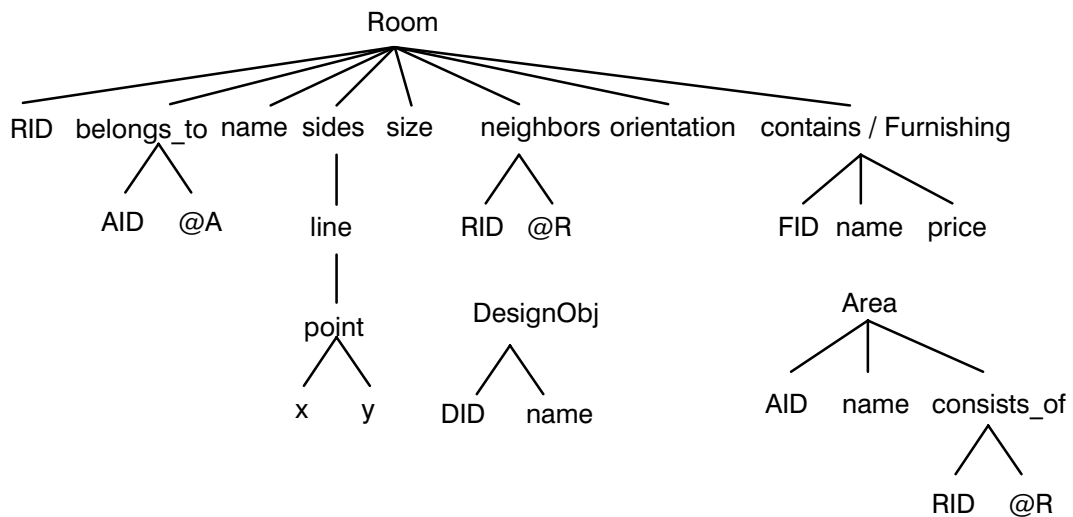 Room
RID belongs_to name sides size neighbors orientation contains / Furnishing
AID @A line RID @R FID name price
point DesignObj Area
x y DID name AID name consists_of
RID @R